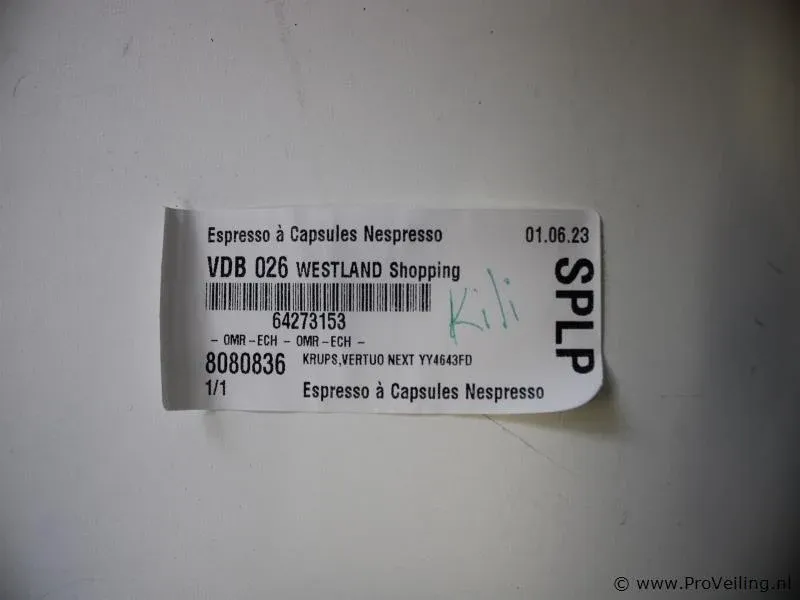 Espresso à Capsules Nespresso 01.06.23
VDB 026 WESTLAND Shopping
SPLP
Kili
64273153
- OMR-ECH - OMR-ECH -
8080836 KRUPS,VERTUO NEXT YY4643FD
1/1 Espresso à Capsules Nespresso
© www.ProVeiling.nl